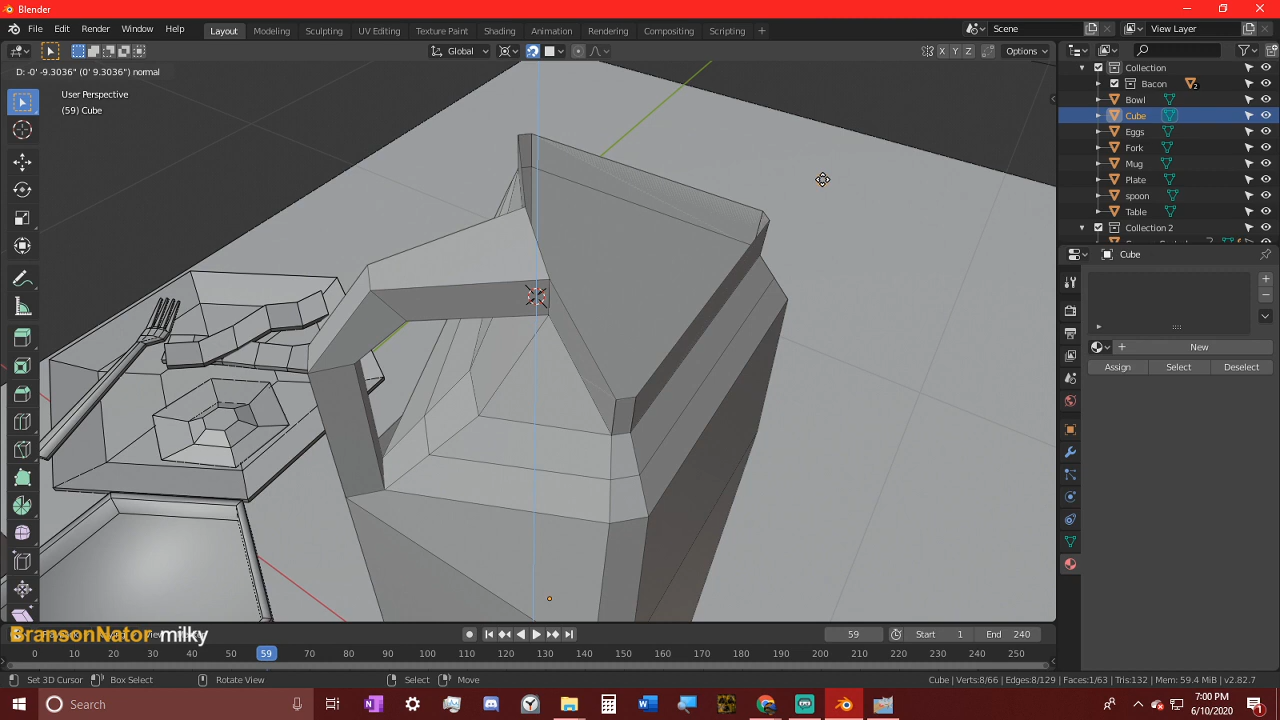 Blender
File Edit Render Window Help Layout Modeling Sculpting UV Editing Texture Paint Shading Animation Rendering Compositing Scripting + Scene View Layer
Global X Y Z Options
D: -0' -9.3036" (0' 9.3036") normal
User Perspective
(59) Cube
Collection
Bacon 2
Bowl
Cube
Eggs
Fork
Mug
Plate
spoon
Table
Collection 2
Cube
New
Assign Select Deselect
BransonNator milky
59 Start 1 End 240
0 10 20 30 40 50 59 70 80 90 100 110 120 130 140 150 160 170 180 190 200 210 220 230 240 250
Set 3D Cursor Box Select Rotate View Select Move Cube | Verts:8/66 | Edges:8/129 | Faces:1/63 | Tris:132 | Mem: 59.4 MiB | v2.82.7
Search
7:00 PM
6/10/2020
1